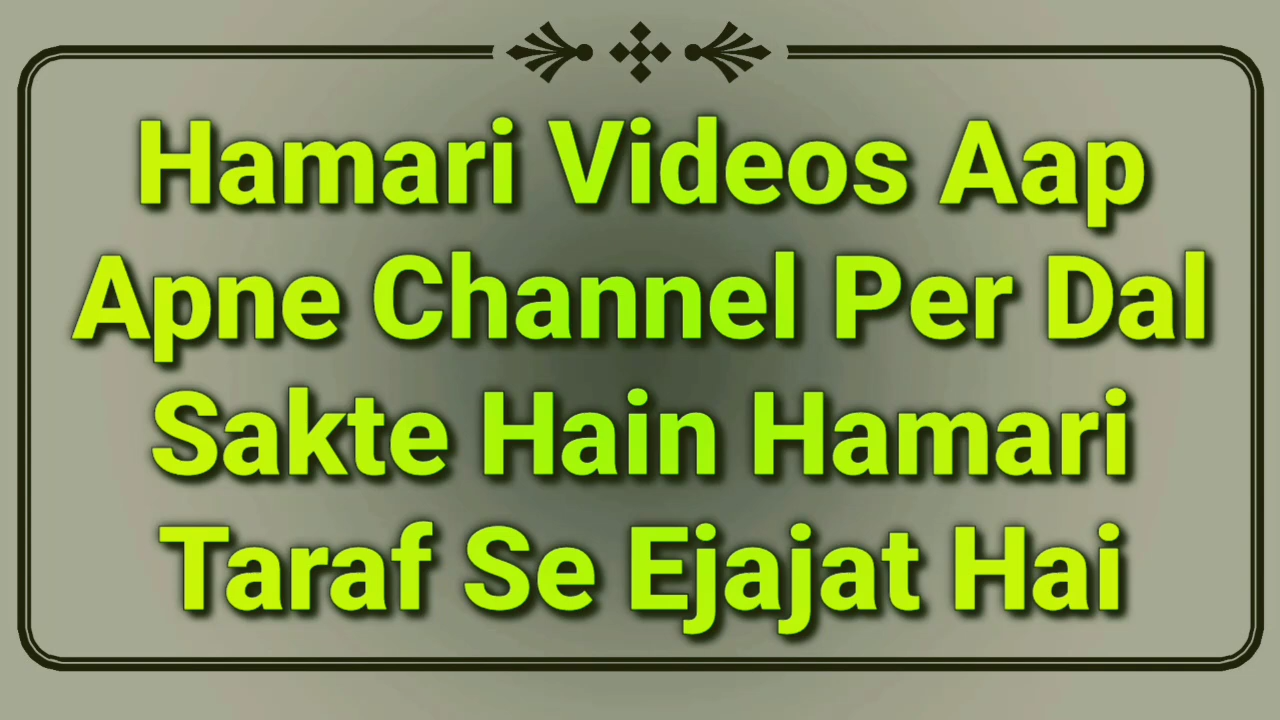 Hamari Videos Aap
Apne Channel Per Dal
Sakte Hain Hamari
Taraf Se Ejajat Hai